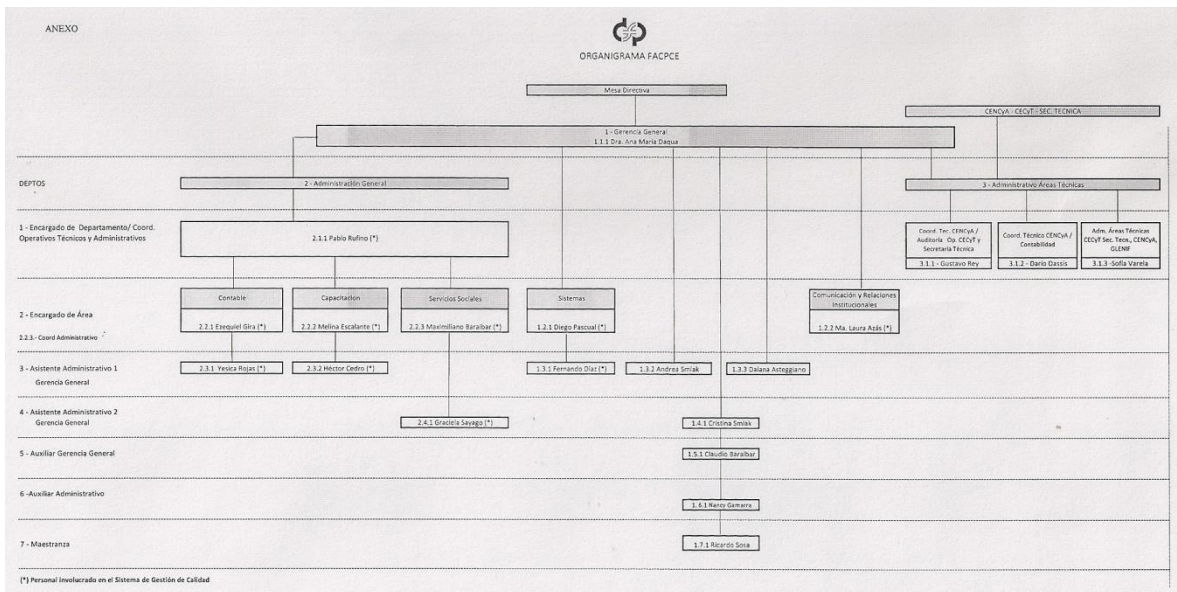 ANEXO
ORGANIGRAMA FACPCE
Mesa Directiva
CENCyA - CECyT - SEC. TECNICA
1 - Gerencia General
1.1.1 Dra. Ana María Daqua
DEPTOS
2 - Administración General
3 - Administrativo Áreas Técnicas
1 - Encargado de Departamento/ Coord.
Operativos Técnicos y Administrativos
2.1.1 Pablo Rufino (*)
Coord. Tec. CENCyA /
Auditoría Op. CECyT y
Secretaria Técnica
3.1.1 - Gustavo Rey
Coord. Técnico CENCyA /
Contabilidad
3.1.2 - Darío Dassis
Adm. Áreas Técnicas
CECyT Sec. Tecn., CENCyA,
GLENIF
3.1.3 -Sofía Varela
2 - Encargado de Área
2.2.3.- Coord Administrativo
Contable
2.2.1 Ezequiel Gira (*)
Capacitacion
2.2.2 Melina Escalante (*)
Servicios Sociales
2.2.3 Maximiliano Baraibar (*)
Sistemas
1.2.1 Diego Pascual (*)
Comunicación y Relaciones
Institucionales
1.2.2 Ma. Laura Azás (*)
3 - Asistente Administrativo 1
Gerencia General
2.3.1 Yesica Rojas (*)
2.3.2 Héctor Cedro (*)
1.3.1 Fernando Díaz (*)
1.3.2 Andrea Smiak
1.3.3 Daiana Asteggiano
4 - Asistente Administrativo 2
Gerencia General
2.4.1 Graciela Sayago (*)
1.4.1 Cristina Smiak
5 - Auxiliar Gerencia General
1.5.1 Claudio Baraibar
6 -Auxiliar Administrativo
1.6.1 Nancy Gamarra
7 - Maestranza
1.7.1 Ricardo Sosa
(*) Personal Involucrado en el Sistema de Gestión de Calidad